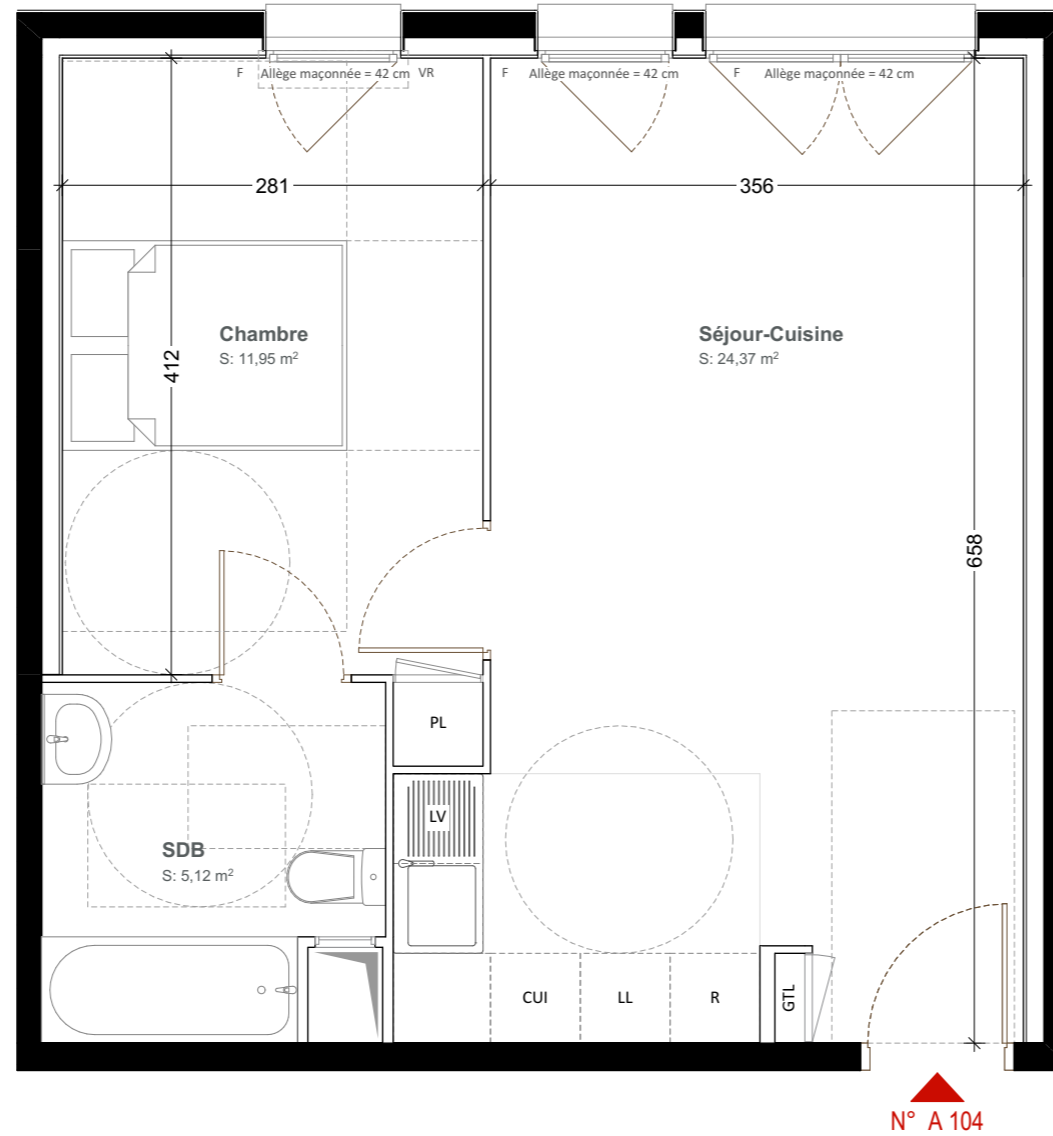 F Allège maçonnée = 42 cm VR
F Allège maçonnée = 42 cm
F Allège maçonnée = 42 cm
281
356
Chambre
S: 11,95 m²
412
Séjour-Cuisine
S: 24,37 m²
658
PL
LV
SDB
S: 5,12 m²
CUI
LL
R
GTL
N° A 104